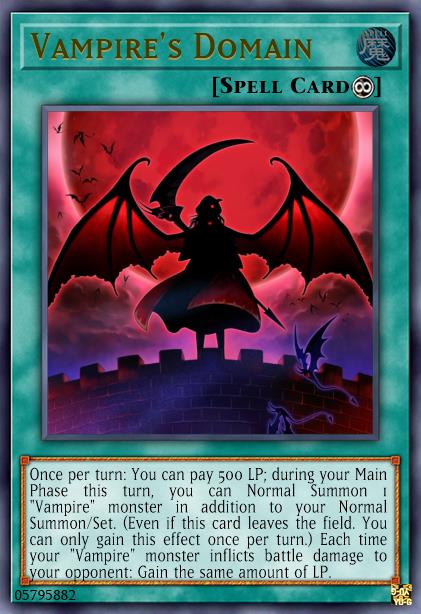 Vampire's Domain
[Spell Card]
Once per turn: You can pay 500 LP; during your Main
Phase this turn, you can Normal Summon 1
"Vampire" monster in addition to your Normal
Summon/Set. (Even if this card leaves the field. You
can only gain this effect once per turn.) Each time
your "Vampire" monster inflicts battle damage to
your opponent: Gain the same amount of LP.
05795882